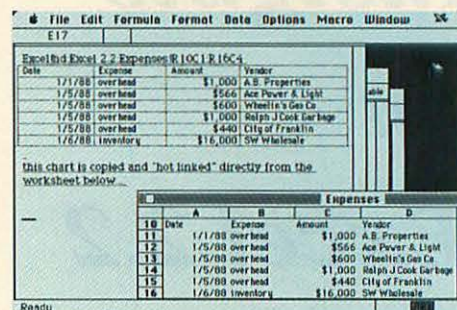 File Edit Formula Format Data Options Macro Window
E17
Excel!hd Excel 2.2 Expenses!R10C1:R16C4
Date Expense Amount Vendor
1/1/88 overhead $1,000 A.B. Properties
1/5/88 overhead $566 Ace Power & Light
1/5/88 overhead $600 Wheelin's Gas Co.
1/5/88 overhead $1,000 Ralph J Cook Garbage
1/5/88 overhead $440 City of Franklin
1/6/88 inventory $16,000 SW Wholesale
able
this chart is copied and "hot linked" directly from the
worksheet below...
Expenses
A B C D
10 Date Expense Amount Vendor
11 1/1/88 overhead $1,000 A.B. Properties
12 1/5/88 overhead $566 Ace Power & Light
13 1/5/88 overhead $600 Wheelin's Gas Co.
14 1/5/88 overhead $1,000 Ralph J Cook Garbage
15 1/5/88 overhead $440 City of Franklin
16 1/6/88 inventory $16,000 SW Wholesale
Ready